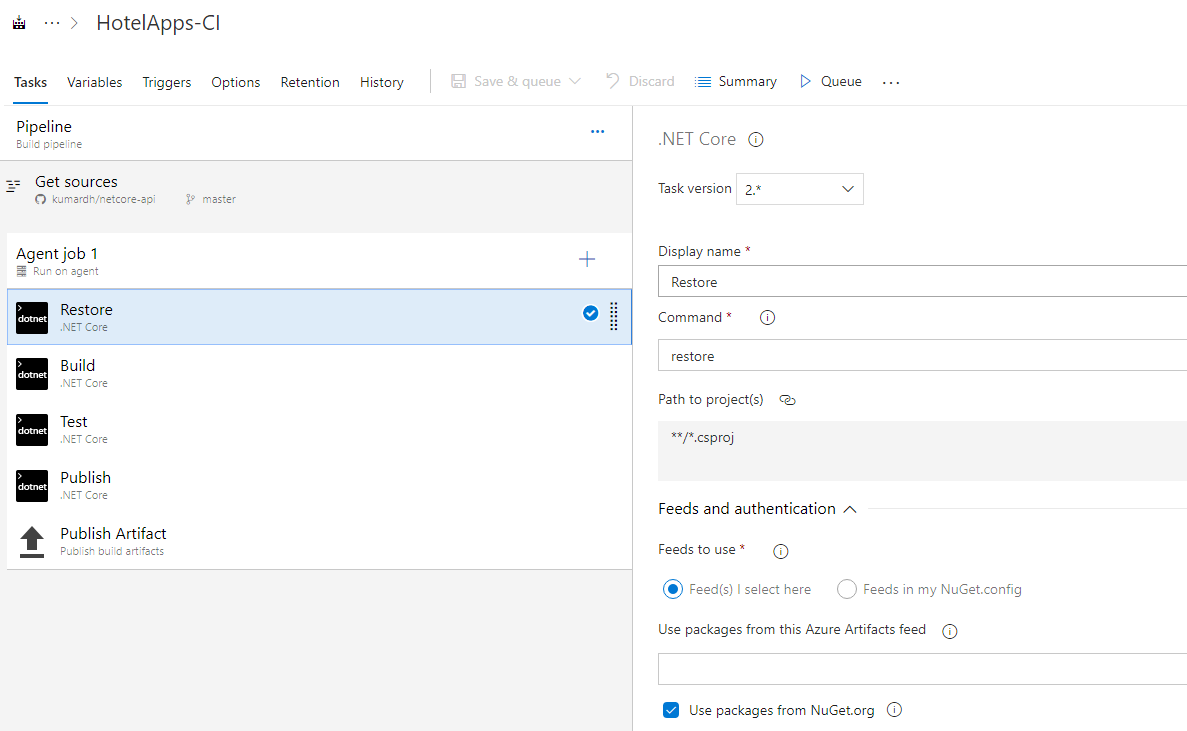 ··· > HotelApps-CI
Tasks Variables Triggers Options Retention History Save & queue Discard Summary Queue ···
Pipeline
Build pipeline
Get sources
kumardh/netcore-api master
Agent job 1
Run on agent
dotnet Restore
.NET Core
dotnet Build
.NET Core
dotnet Test
.NET Core
dotnet Publish
.NET Core
Publish Artifact
Publish build artifacts
.NET Core
Task version 2.*
Display name *
Restore
Command *
restore
Path to project(s)
**/*.csproj
Feeds and authentication
Feeds to use *
Feed(s) I select here Feeds in my NuGet.config
Use packages from this Azure Artifacts feed
Use packages from NuGet.org